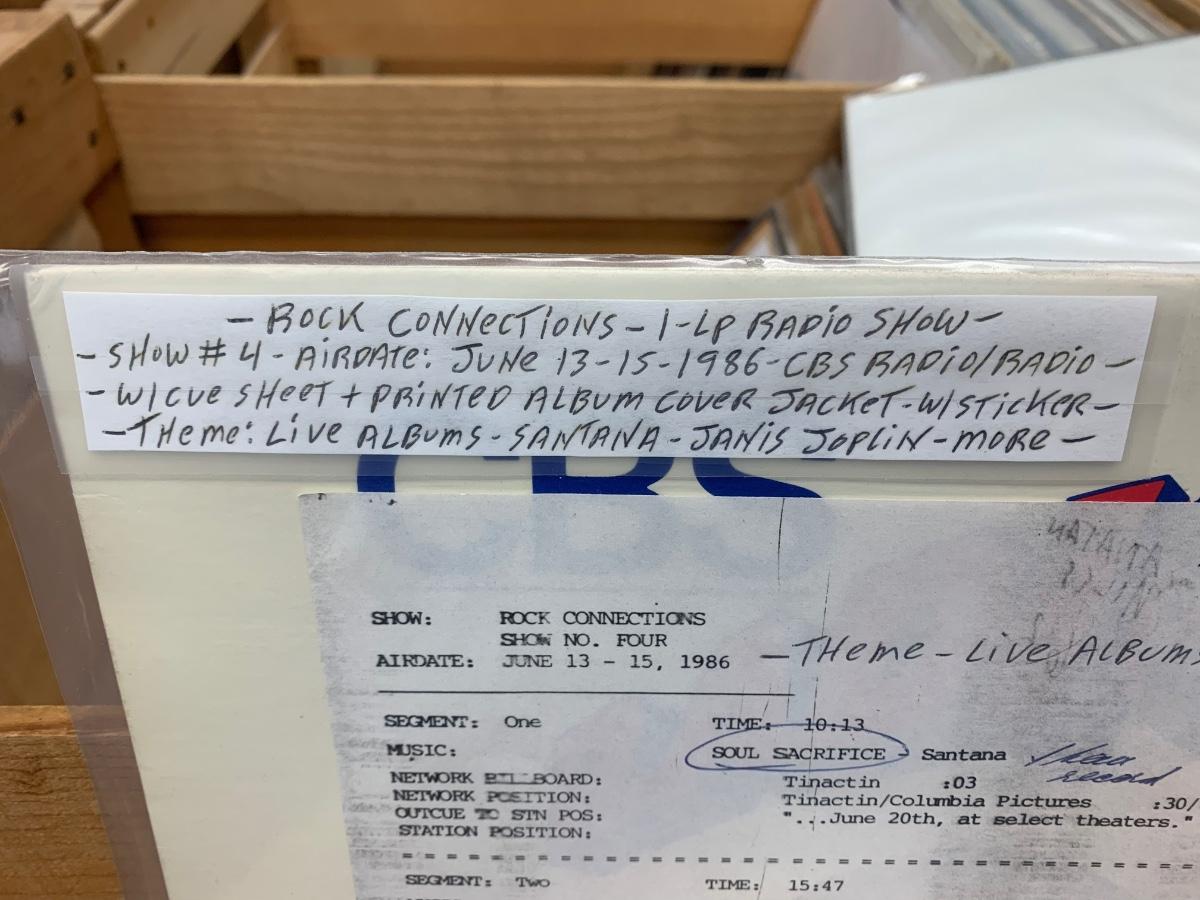 - ROCK CONNECTIONS - 1-LP RADIO SHOW -
- SHOW # 4 - AIRDATE: JUNE 13-15-1986-CBS RADIO/RADIO -
- W/CUE SHEET + PRINTED ALBUM COVER JACKET-W/STICKER-
- THEME: LIVE ALBUMS - SANTANA - JANIS JOPLIN - MORE -
CBS
SHOW: ROCK CONNECTIONS
SHOW NO. FOUR
AIRDATE: JUNE 13 - 15, 1986 - THEME - LIVE ALBUMS
SEGMENT: One TIME: 10:13
MUSIC: SOUL SACRIFICE - Santana record
NETWORK BILLBOARD: Tinactin :03
NETWORK POSITION: Tinactin/Columbia Pictures :30/
OUTCUE TO STN POS: "...June 20th, at select theaters."
STATION POSITION:
SEGMENT: Two TIME: 15:47